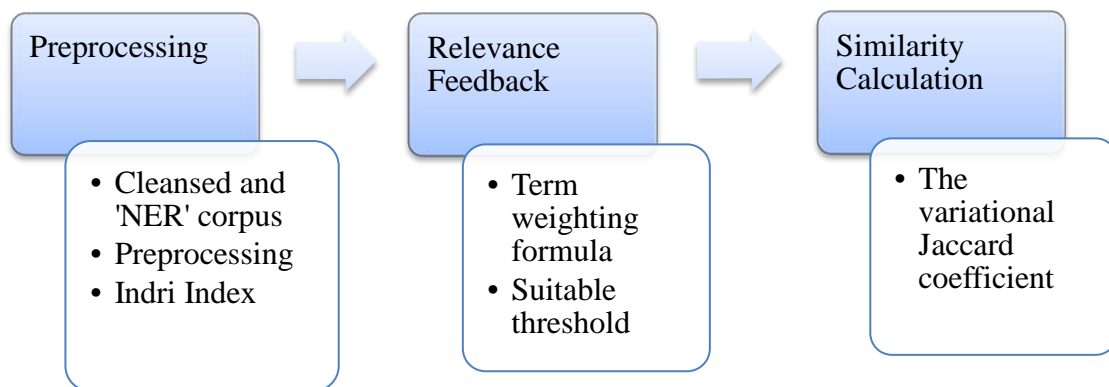 Preprocessing
• Cleansed and
'NER' corpus
• Preprocessing
• Indri Index
Relevance
Feedback
• Term
weighting
formula
• Suitable
threshold
Similarity
Calculation
• The
variational
Jaccard
coefficient